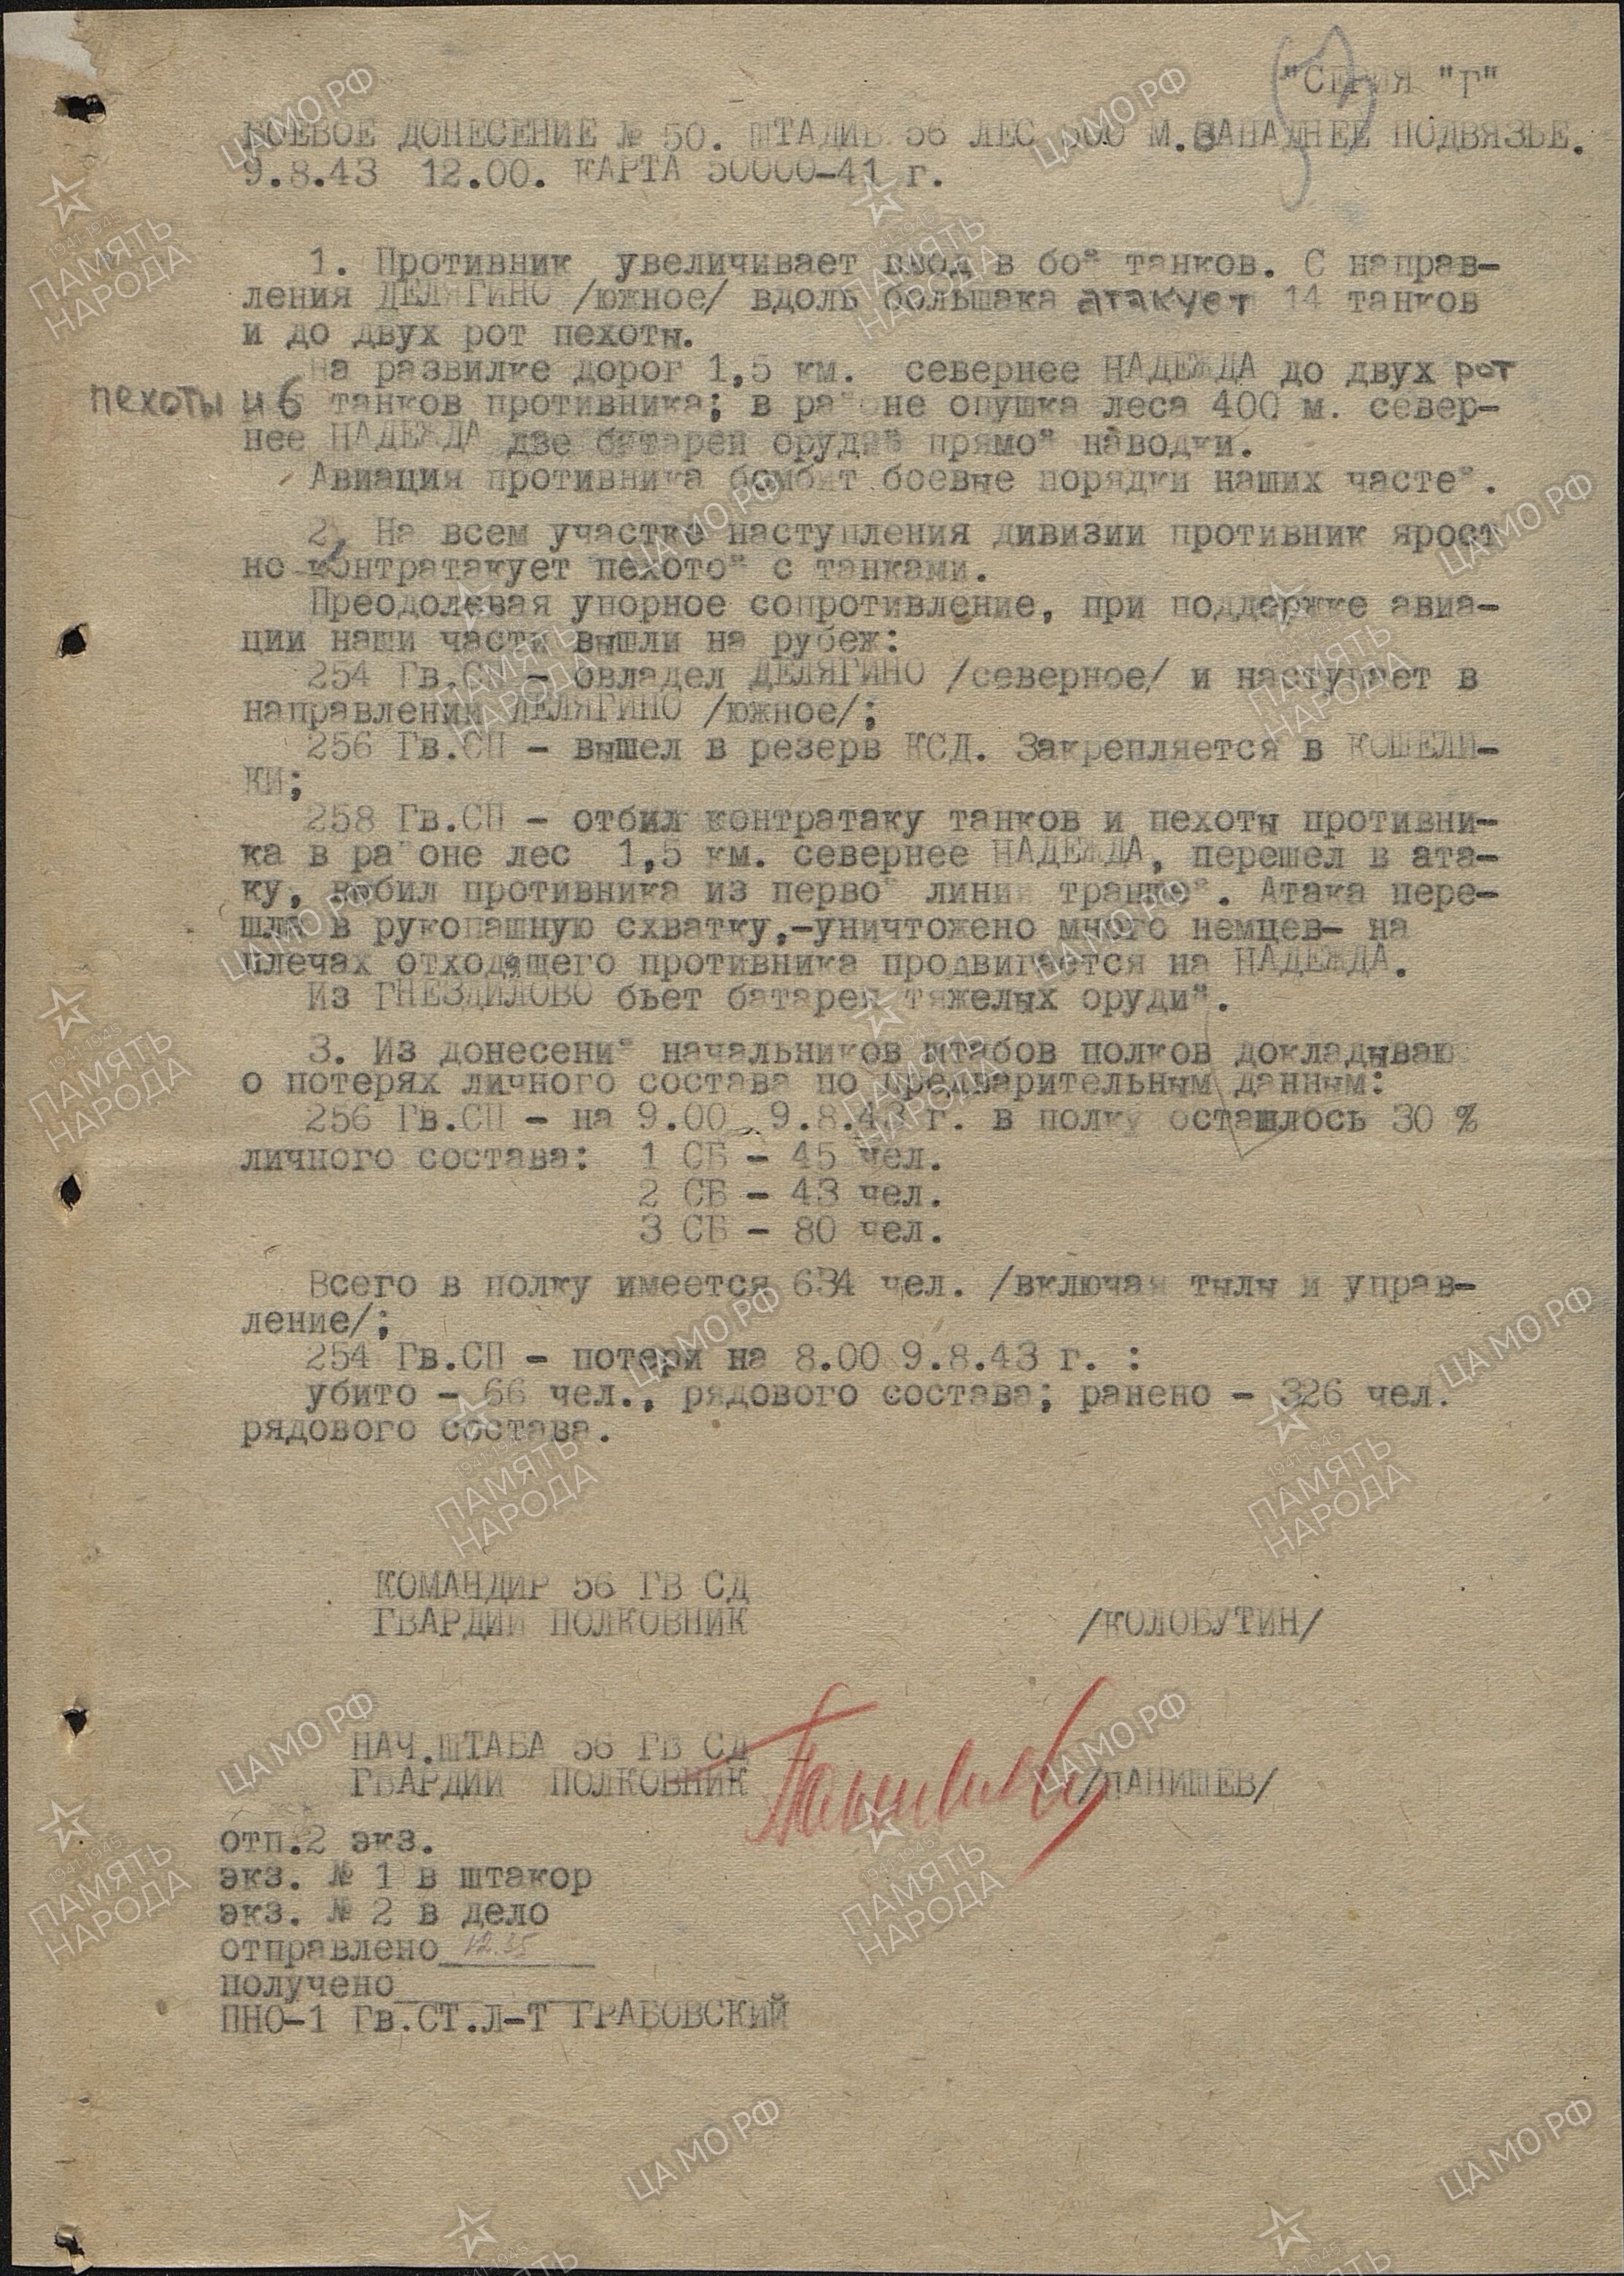 "СЕРИЯ "Г"
БОЕВОЕ ДОНЕСЕНИЕ № 50. ШТАДИВ 56 ЛЕС 500 М. ЗАПАДНЕЕ ПОДВЯЗЬЕ.
9.8.43 12.00. КАРТА 50000-41 г.
1. Противник увеличивает ввод в бой танков. С направ-
ления ДЕЛЯГИНО /южное/ вдоль большака атакует 14 танков
и до двух рот пехоты.
На развилке дорог 1,5 км. севернее НАДЕЖДА до двух рот
пехоты и 6 танков противника; в районе опушка леса 400 м. север-
нее НАДЕЖДА две батареи орудий прямой наводки.
Авиация противника бомбит боевые порядки наших частей.
2. На всем участке наступления дивизии противник ярост
но контратакует пехотой с танками.
Преодолевая упорное сопротивление, при поддержке авиа-
ции наши части вышли на рубеж:
254 Гв.СП - овладел ДЕЛЯГИНО /северное/ и наступает в
направлении ДЕЛЯГИНО /южное/;
256 Гв.СП - вышел в резерв КСД. Закрепляется в КОШЕЛИ-
КИ;
258 Гв.СП - отбил контратаку танков и пехоты противни-
ка в районе лес 1,5 км. севернее НАДЕЖДА, перешел в ата-
ку, выбил противника из первой линии траншей. Атака пере-
шла в рукопашную схватку,-уничтожено много немцев- на
плечах отходящего противника продвигается на НАДЕЖДА.
Из ГНЕЗДИЛОВО бьет батарея тяжелых орудий.
3. Из донесений начальников штабов полков докладываю
о потерях личного состава по предварительным данным:
256 Гв.СП - на 9.00 9.8.43 г. в полку осташлось 30 %
личного состава: 1 СБ - 45 чел.
2 СБ - 43 чел.
3 СБ - 80 чел.
Всего в полку имеется 634 чел. /включая тылы и управ-
ление/;
254 Гв.СП - потери на 8.00 9.8.43 г. :
убито - 66 чел., рядового состава; ранено - 326 чел.
рядового состава.
КОМАНДИР 56 ГВ СД
ГВАРДИИ ПОЛКОВНИК /КОЛОБУТИН/
НАЧ.ШТАБА 56 ГВ СД
ГВАРДИИ ПОЛКОВНИК /ПАНИШЕВ/
отп.2 экз.
экз. № 1 в штакор
экз. № 2 в дело
отправлено 12.35
получено
ПНО-1 Гв.СТ.Л-Т ГРАБОВСКИЙ